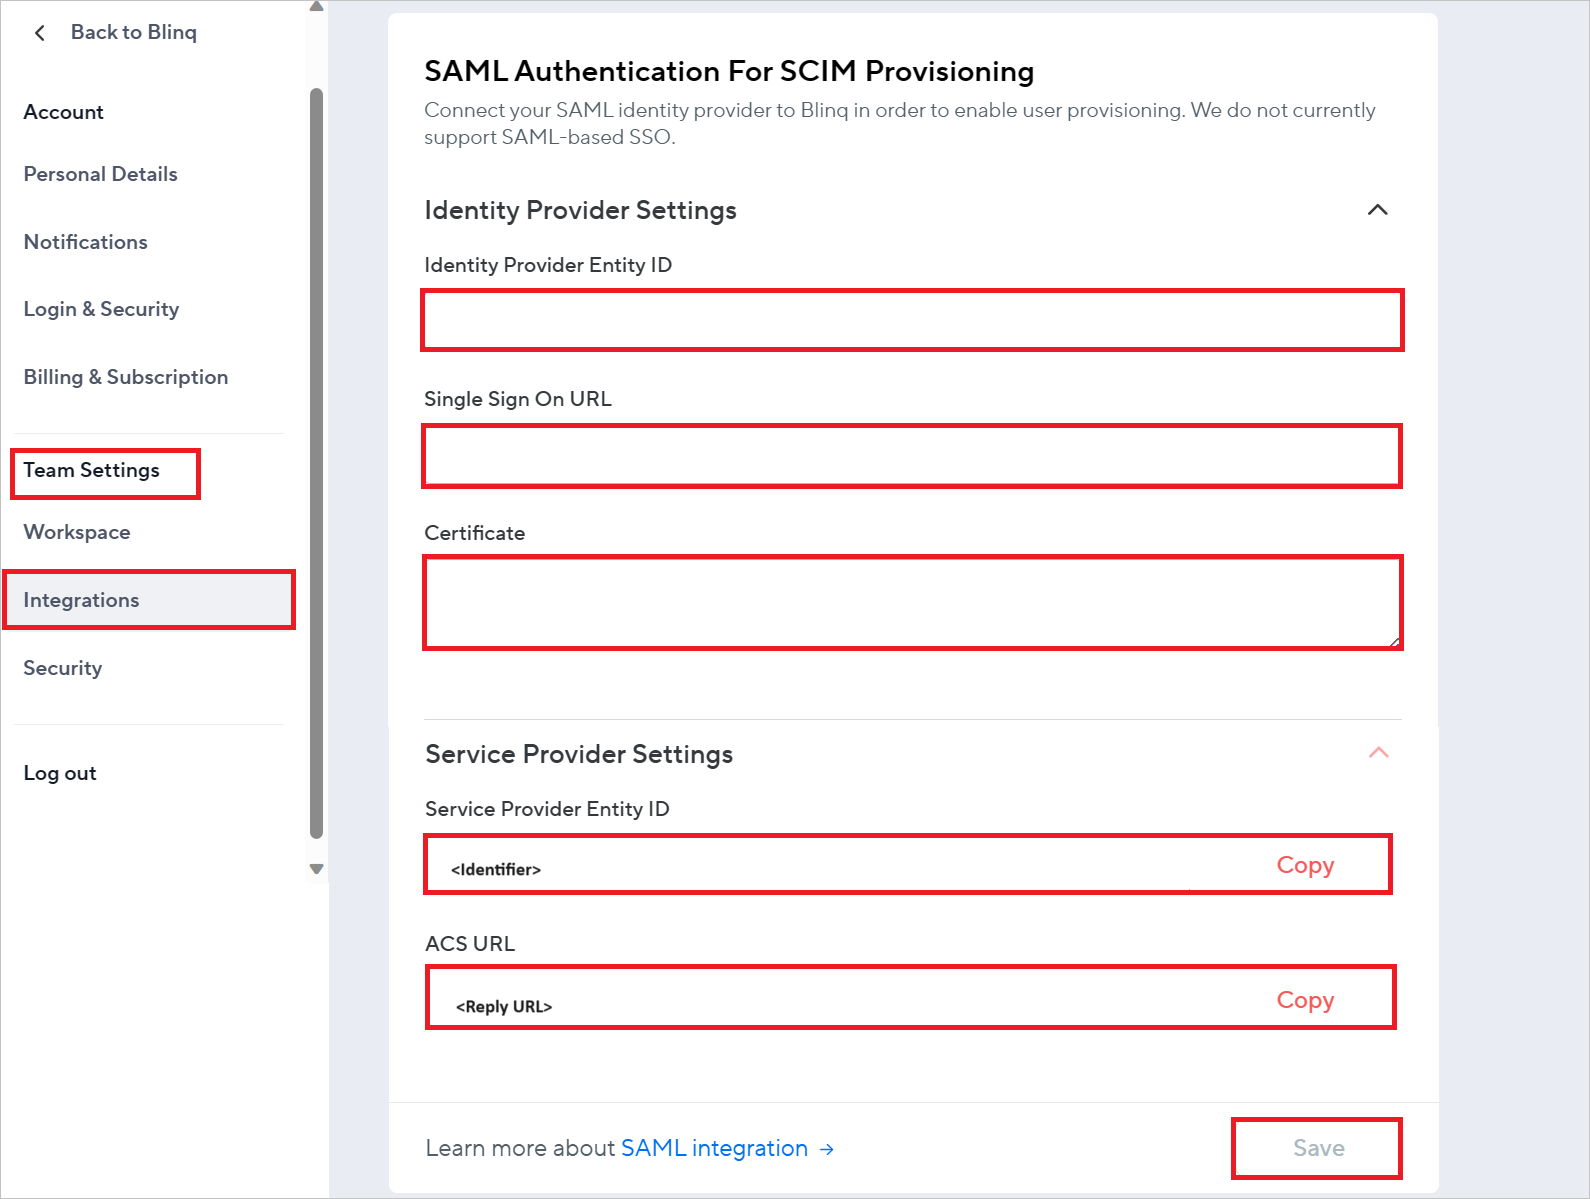 Back to Blinq
Account
Personal Details
Notifications
Login & Security
Billing & Subscription
Team Settings
Workspace
Integrations
Security
Log out
SAML Authentication For SCIM Provisioning
Connect your SAML identity provider to Blinq in order to enable user provisioning. We do not currently
support SAML-based SSO.
Identity Provider Settings
Identity Provider Entity ID
Single Sign On URL
Certificate
Service Provider Settings
Service Provider Entity ID
<Identifier>
Copy
ACS URL
<Reply URL>
Copy
Learn more about SAML integration →
Save